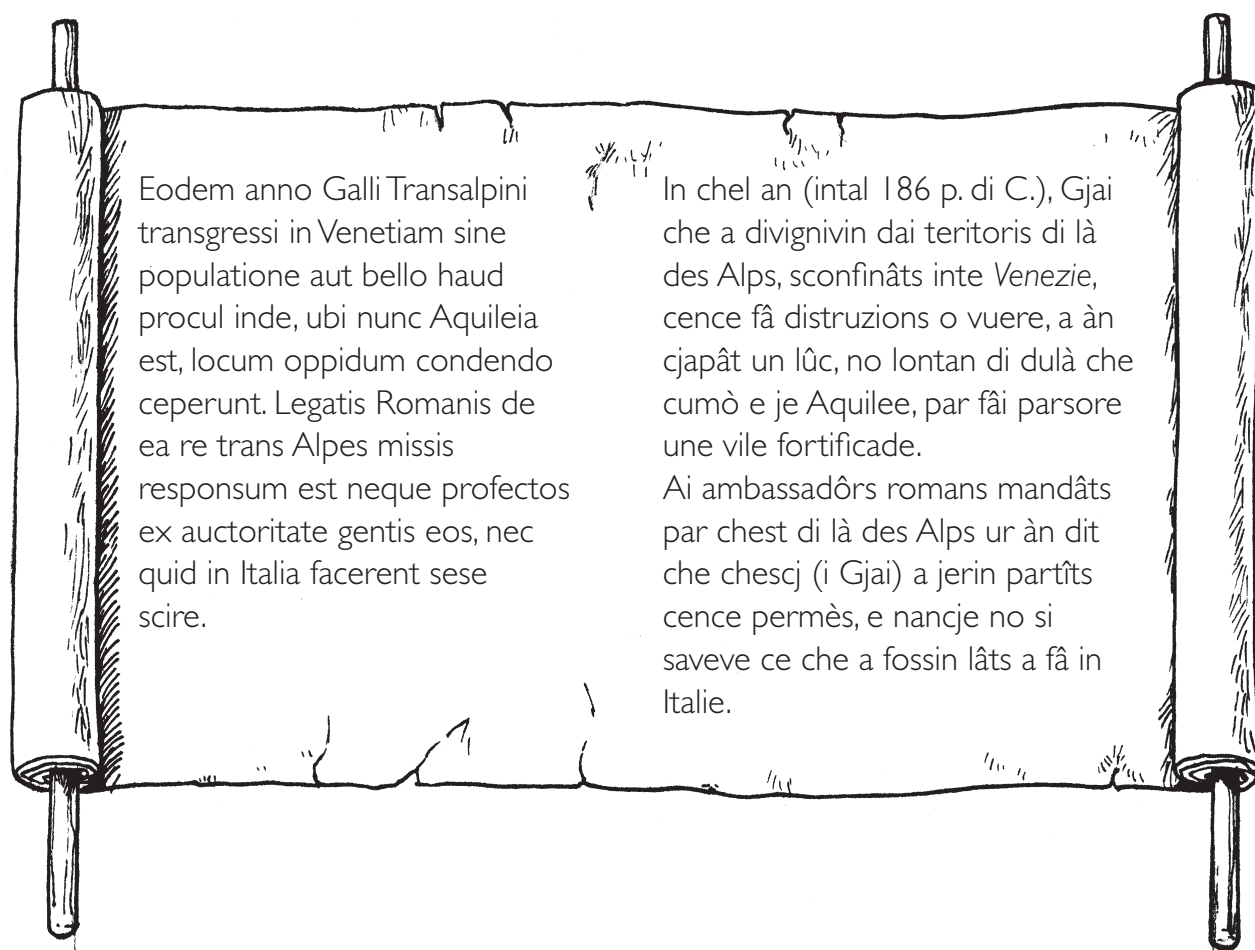 Eodem anno Galli Transalpini
transgressi in Venetiam sine
populatione aut bello haud
procul inde, ubi nunc Aquileia
est, locum oppidum condendo
ceperunt. Legatis Romanis de
ea re trans Alpes missis
responsum est neque profectos
ex auctoritate gentis eos, nec
quid in Italia facerent sese
scire.
In chel an (intal 186 p. di C.), Gjai
che a divignivin dai teritoris di là
des Alps, sconfinâts inte Venezie,
cence fâ distruzions o vuere, a àn
cjapât un lûc, no lontan di dulà che
cumò e je Aquilee, par fâi parsore
une vile fortificade.
Ai ambassadôrs romans mandâts
par chest di là des Alps ur àn dit
che chescj (i Gjai) a jerin partîts
cence permès, e nancje no si
saveve ce che a fossin lâts a fâ in
Italie.